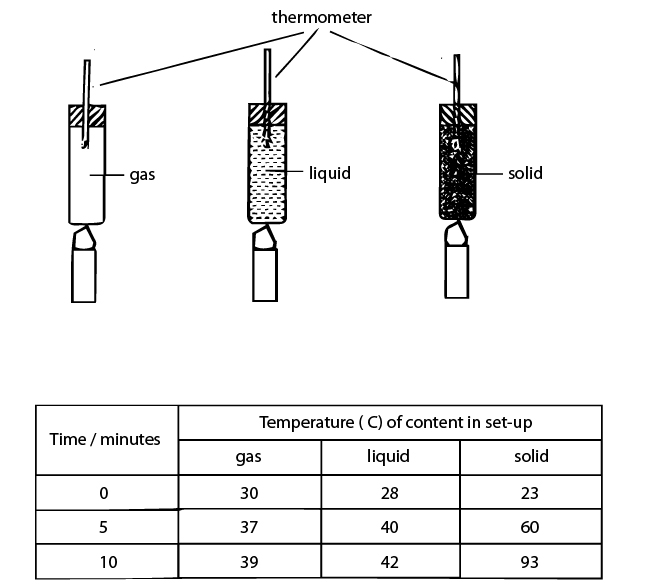 thermometer
gas
liquid
solid
Time / minutes
Temperature ( C) of content in set-up
gas liquid solid
0 30 28 23
5 37 40 60
10 39 42 93